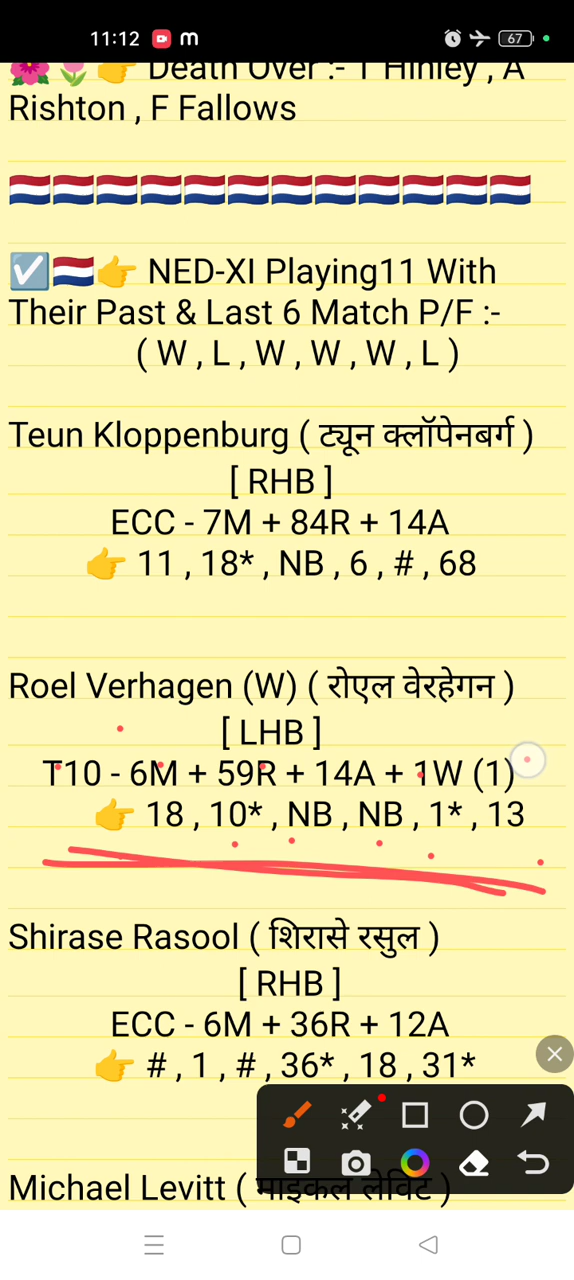 11:12 m 67
Death Over :- T Hinley , A
Rishton , F Fallows
NED-XI Playing11 With
Their Past & Last 6 Match P/F :-
( W , L , W , W , W , L )
Teun Kloppenburg ( ट्यून क्लॉपेनबर्ग )
[ RHB ]
ECC - 7M + 84R + 14A
11 , 18* , NB , 6 , # , 68
Roel Verhagen (W) ( रोएल वेरहेगन )
[ LHB ]
T10 - 6M + 59R + 14A + 1W (1)
18 , 10* , NB , NB , 1* , 13
Shirase Rasool ( शिरासे रसुल )
[ RHB ]
ECC - 6M + 36R + 12A
# , 1 , # , 36* , 18 , 31*
Michael Levitt ( माइकल लेविट )